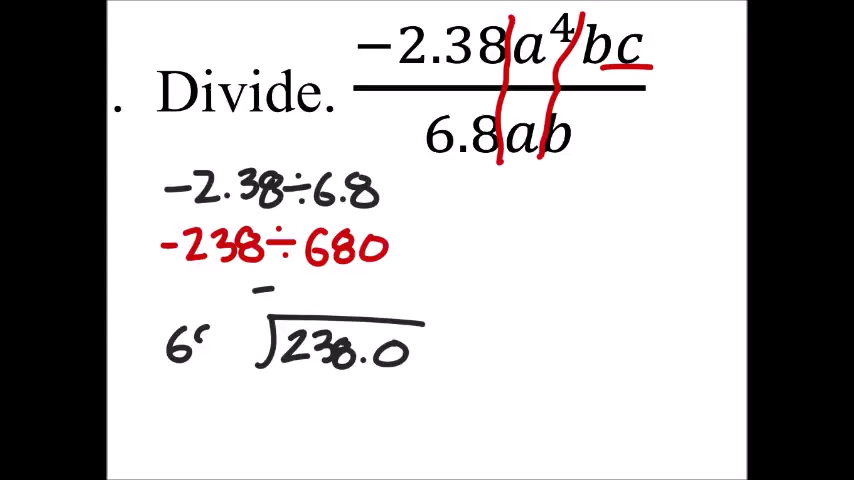 -2.38a⁴bc
. Divide.
6.8ab
-2.38÷6.8
-238÷680
-
6 238.0